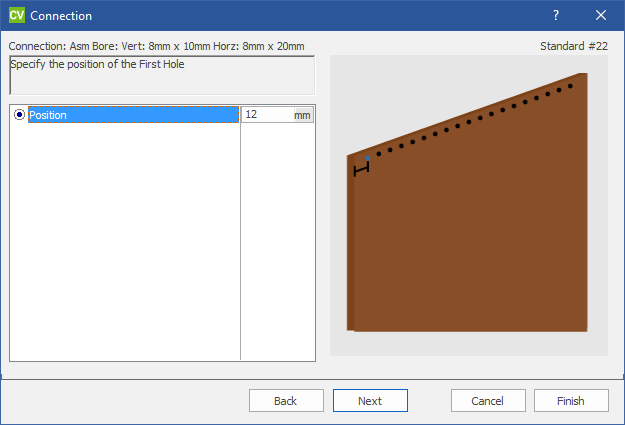 CV Connection ?
Connection: Asm Bore: Vert: 8mm x 10mm Horz: 8mm x 20mm Standard #22
Specify the position of the First Hole
Position 12 mm
Back Next Cancel Finish